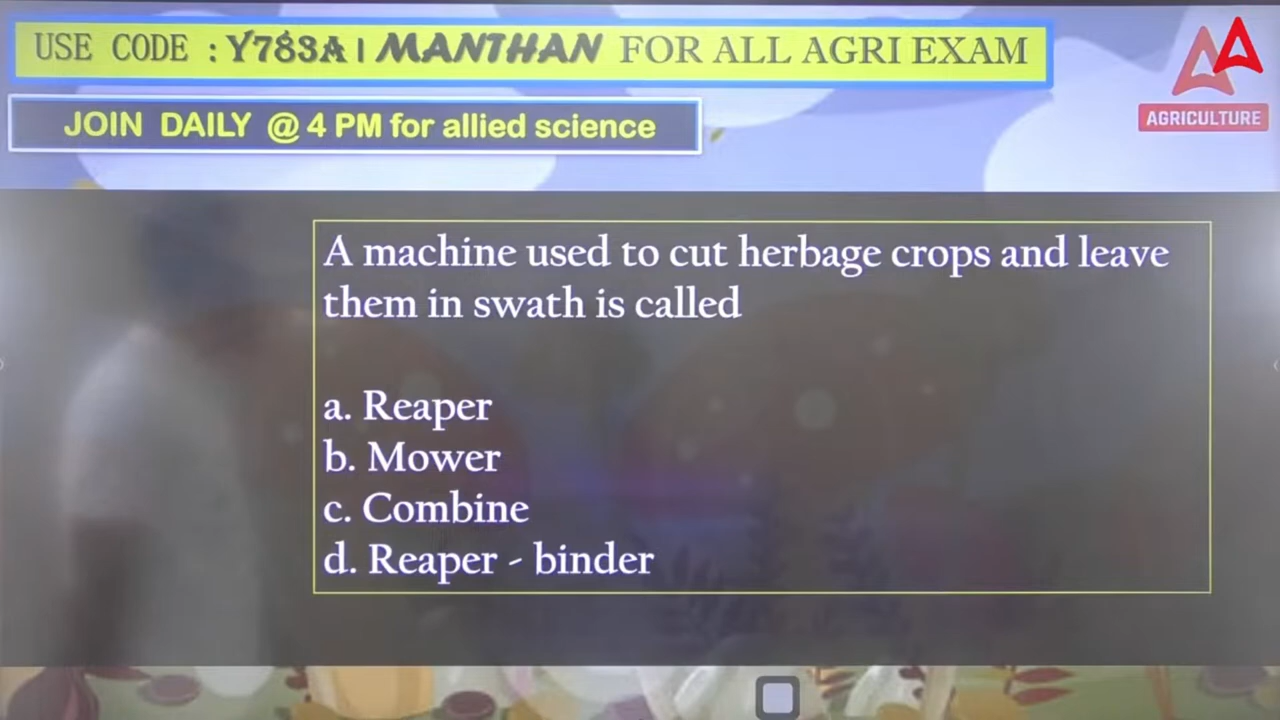 USE CODE : Y783A | MANTHAN FOR ALL AGRI EXAM
AGRICULTURE
JOIN DAILY @ 4 PM for allied science
A machine used to cut herbage crops and leave
them in swath is called
a. Reaper
b. Mower
c. Combine
d. Reaper - binder